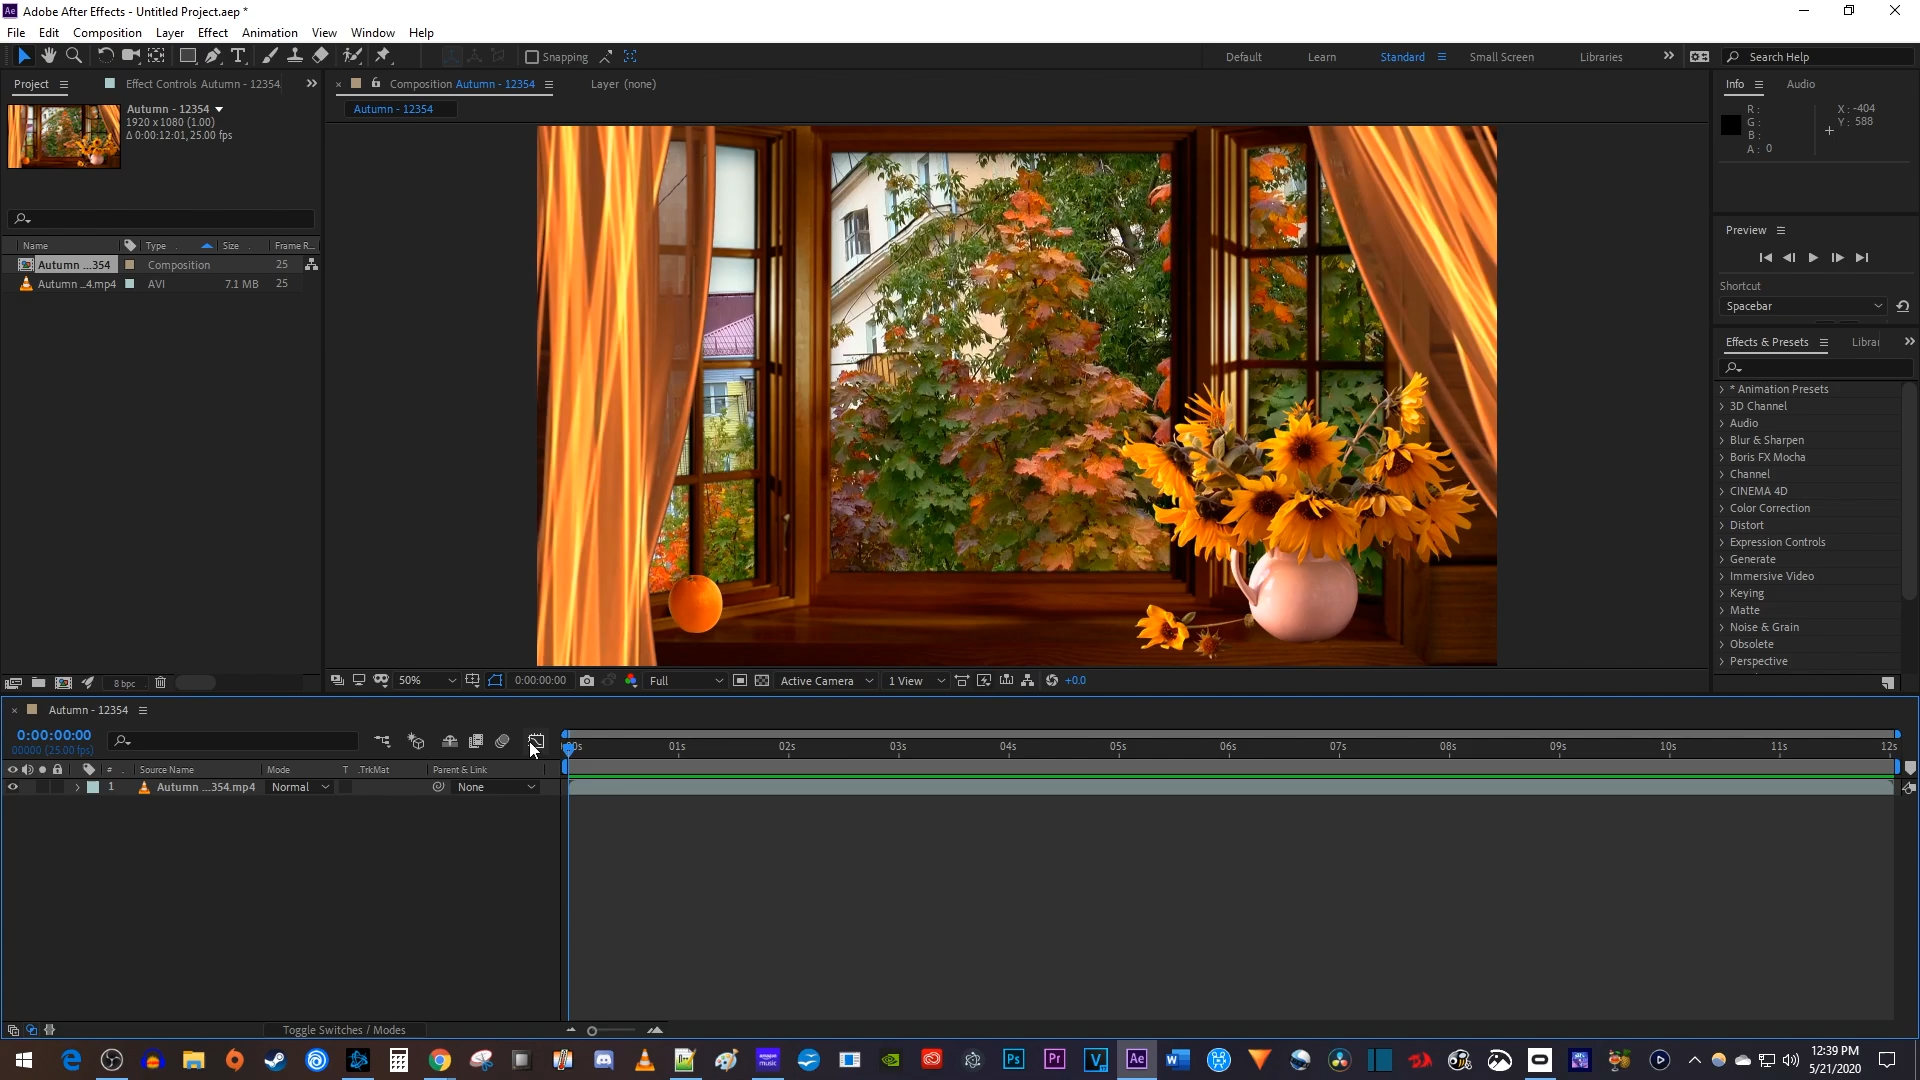 Adobe After Effects - Untitled Project.aep *
File Edit Composition Layer Effect Animation View Window Help
Snapping
Default Learn Standard Small Screen Libraries Search Help
Project Effect Controls Autumn - 12354
Composition Autumn - 12354 Layer (none)
Autumn - 12354
Autumn - 12354
1920 x 1080 (1.00)
Δ 0:00:12:01, 25.00 fps
Name Type Size Frame R...
Autumn ...354 Composition 25
Autumn ...4.mp4 AVI 7.1 MB 25
8 bpc
50% 0:00:00:00 Full Active Camera 1 View +0.0
Info Audio
R: X: -404
G: Y: 588
B:
A: 0
Preview
Shortcut
Spacebar
Effects & Presets Librai
* Animation Presets
3D Channel
Audio
Blur & Sharpen
Boris FX Mocha
Channel
CINEMA 4D
Color Correction
Distort
Expression Controls
Generate
Immersive Video
Keying
Matte
Noise & Grain
Obsolete
Perspective
Autumn - 12354
0:00:00:00
00000 (25.00 fps)
00s 01s 02s 03s 04s 05s 06s 07s 08s 09s 10s 11s 12s
# Source Name Mode T .TrkMat Parent & Link
1 Autumn ...354.mp4 Normal None
Toggle Switches / Modes
Ps Pr V Ae W
12:39 PM
5/21/2020